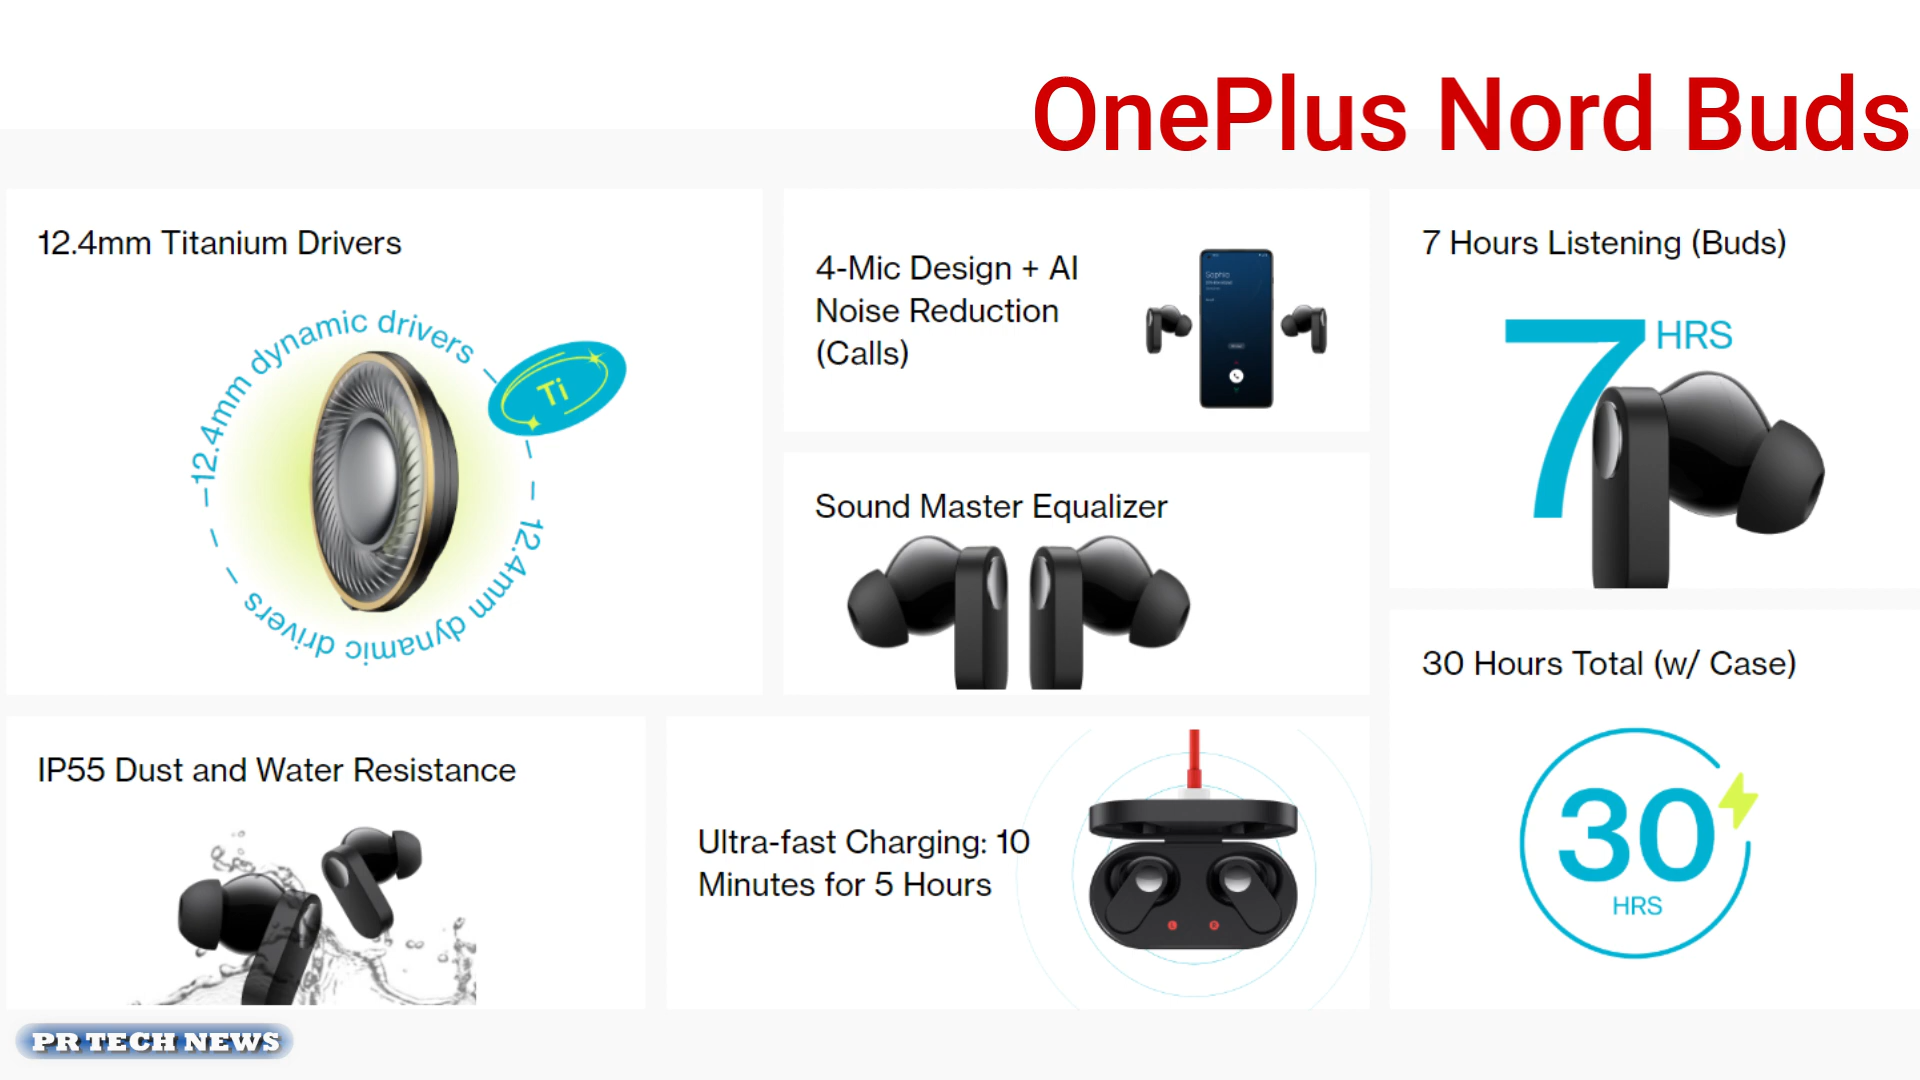 OnePlus Nord Buds
12.4mm Titanium Drivers
12.4mm dynamic drivers
Ti
12.4mm dynamic drivers
4-Mic Design + AI
Noise Reduction
(Calls)
Sophia
Sound Master Equalizer
7 Hours Listening (Buds)
7 HRS
30 Hours Total (w/ Case)
30
HRS
IP55 Dust and Water Resistance
Ultra-fast Charging: 10
Minutes for 5 Hours
L R
PR TECH NEWS